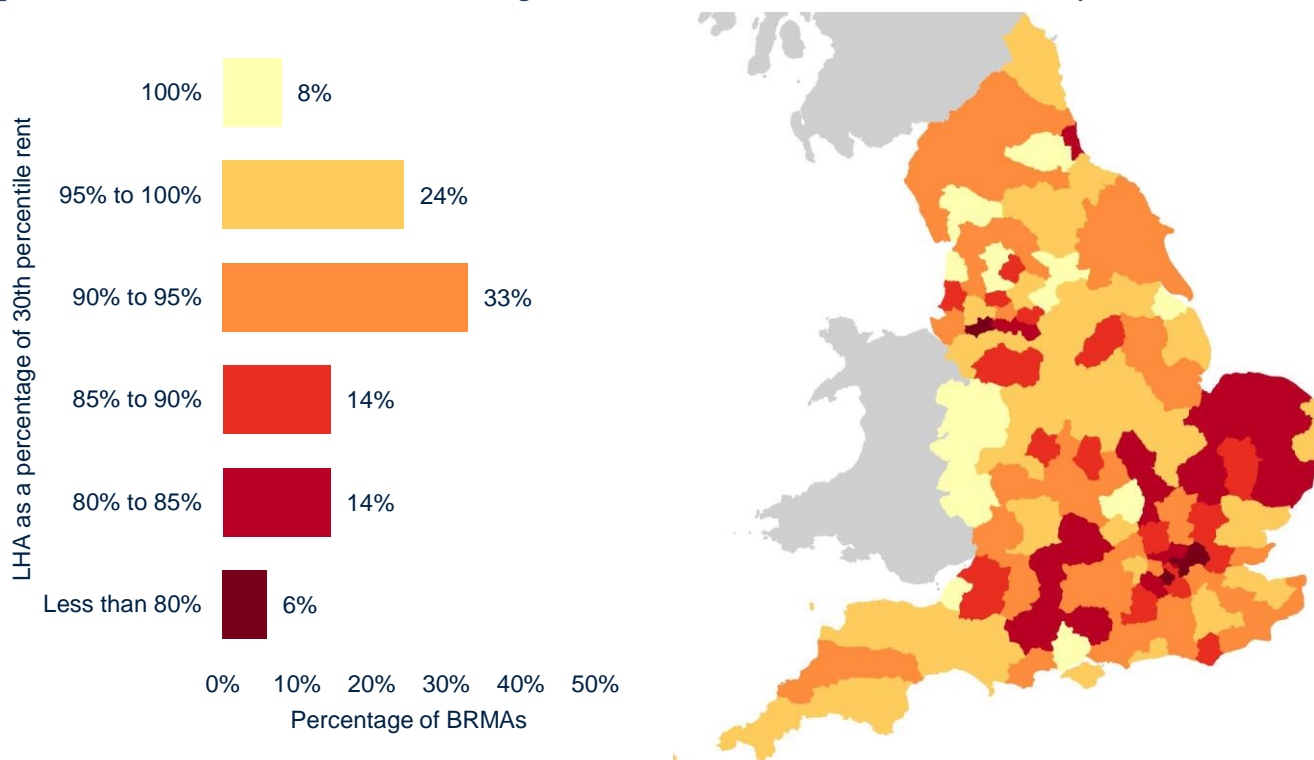 LHA as a percentage of 30th percentile rent
100%
8%
95% to 100%
24%
90% to 95%
33%
85% to 90%
14%
80% to 85%
14%
Less than 80%
6%
0% 10% 20% 30% 40% 50%
Percentage of BRMAs